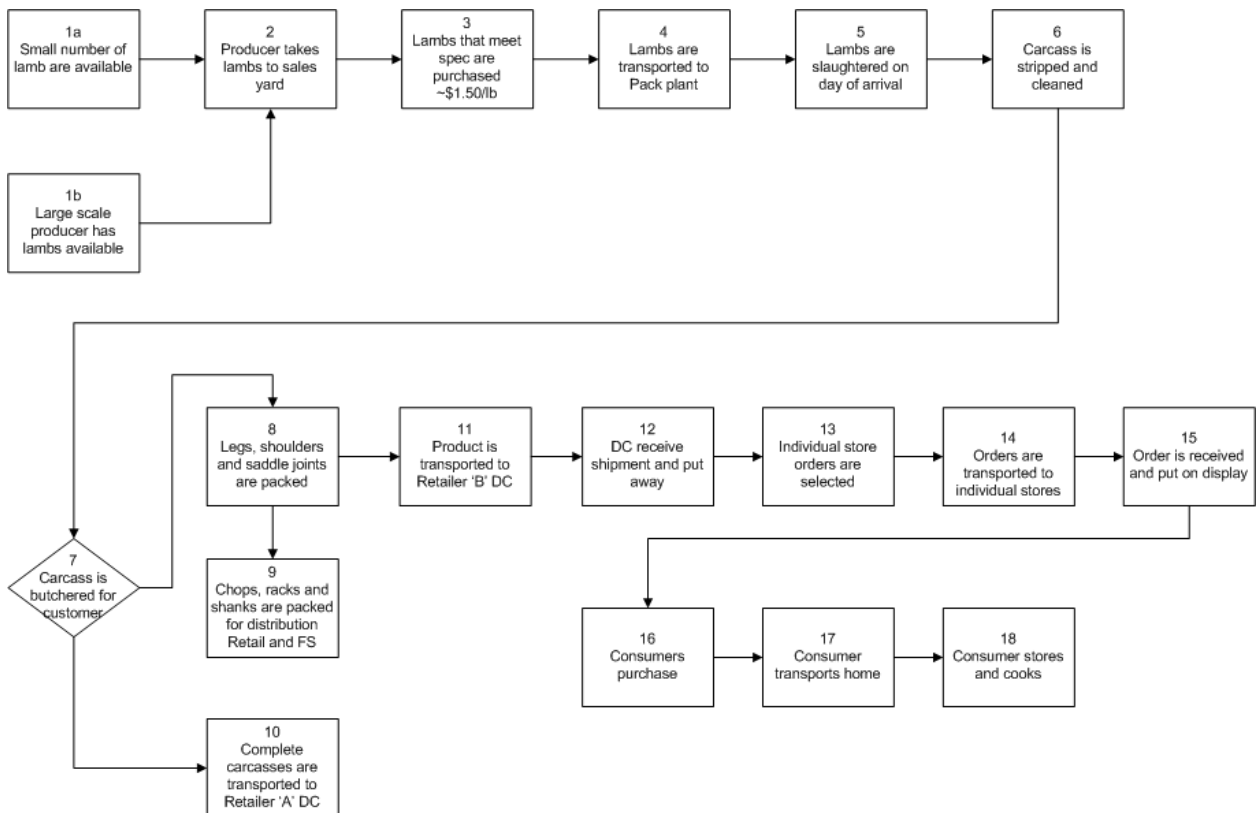 1a
Small number of
lamb are available
2
Producer takes
lambs to sales
yard
3
Lambs that meet
spec are
purchased
~$1.50/lb
4
Lambs are
transported to
Pack plant
5
Lambs are
slaughtered on
day of arrival
6
Carcass is
stripped and
cleaned
1b
Large scale
producer has
lambs available
7
Carcass is
butchered for
customer
8
Legs, shoulders
and saddle joints
are packed
11
Product is
transported to
Retailer ‘B’ DC
12
DC receive
shipment and put
away
13
Individual store
orders are
selected
14
Orders are
transported to
individual stores
15
Order is received
and put on display
9
Chops, racks and
shanks are packed
for distribution
Retail and FS
16
Consumers
purchase
17
Consumer
transports home
18
Consumer stores
and cooks
10
Complete
carcasses are
transported to
Retailer ‘A’ DC